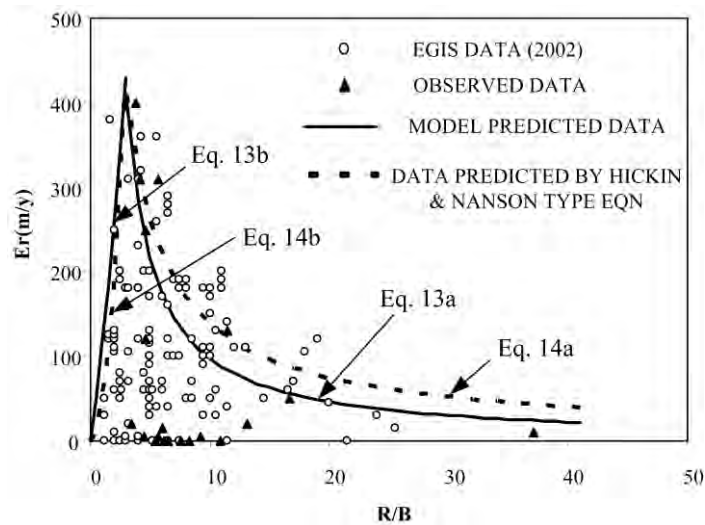 500
400
300
200
100
0
Er(m/y)
EGIS DATA (2002)
OBSERVED DATA
MODEL PREDICTED DATA
DATA PREDICTED BY HICKIN
& NANSON TYPE EQN
Eq. 13b
Eq. 14b
Eq. 13a
Eq. 14a
0 10 20 30 40 50
R/B